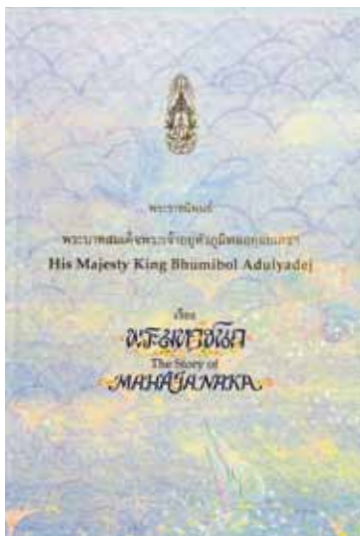 พระราชนิพนธ์
พระบาทสมเด็จพระเจ้าอยู่หัวภูมิพลอดุลยเดชฯ
His Majesty King Bhumibol Adulyadej
เรื่อง
พระมหาชนก
The Story of
MAHAJANAKA